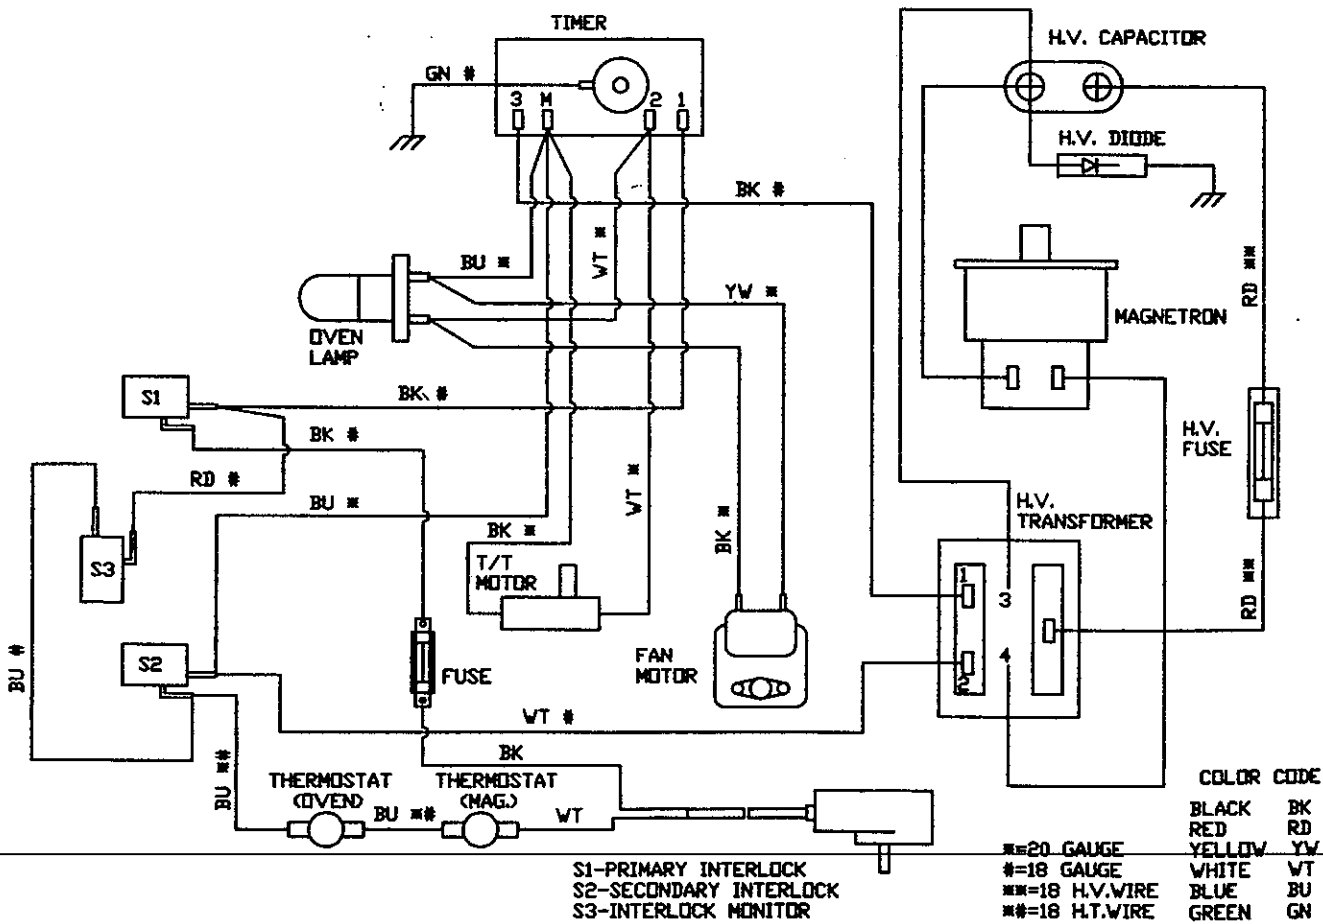 TIMER
H.V. CAPACITOR
GN #
3 M 2 1
H.V. DIODE
BK #
BU *
WT *
YW *
RD **
OVEN
LAMP
MAGNETRON
S1
BK #
BK #
H.V.
FUSE
RD #
BU *
WT *
BK *
BK *
H.V.
TRANSFORMER
S3
T/T
MOTOR
1
3
RD **
BU #
S2
FUSE
FAN
MOTOR
4
2
WT #
BK
BU *#
THERMOSTAT
(OVEN)
THERMOSTAT
(MAG.)
BU *#
WT
COLOR CODE
BLACK BK
RED RD
*=20 GAUGE YELLOW YW
S1-PRIMARY INTERLOCK #=18 GAUGE WHITE WT
S2-SECONDARY INTERLOCK **=18 H.V.WIRE BLUE BU
S3-INTERLOCK MONITOR *#=18 H.T.WIRE GREEN GN